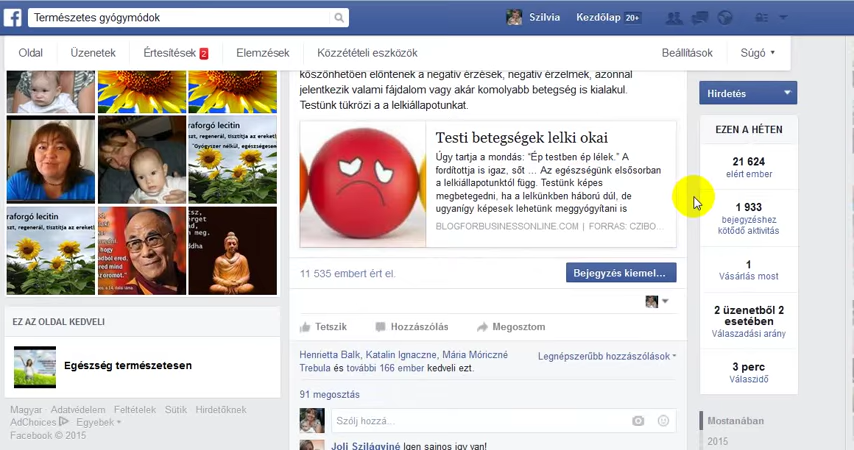 Természetes gyógymódok
Szilvia
Kezdőlap 20+
Oldal
Üzenetek
Értesítések 2
Elemzések
Közzétételi eszközök
Beállítások
Súgó
köszönhetően előntenek a negatív érzések, negatív érzelmek, azonnal
jelentkezik valami fájdalom vagy akár komolyabb betegség is kialakul.
Testünk tükrözi a a lelkiállapotunkat.
Testi betegségek lelki okai
Úgy tartja a mondás: "Ép testben ép lélek." A
fordítottja is igaz, sőt ... Az egészségünk elsősorban
a lelkiállapotunktól függ. Testünk képes
megbetegedni, ha a lelkünkben háború dúl, de
ugyanígy képesek lehetünk meggyógyítani is
BLOGFORBUSINESSONLINE.COM | FORRAS: CZIBO...
11 535 embert ért el.
Bejegyzés kiemel...
Tetszik
Hozzászólás
Megosztom
Henrietta Balk, Katalin Ignaczne, Mária Móriczné
Trebula és további 166 ember kedveli ezt.
Legnépszerűbb hozzászólások
91 megosztás
Szólj hozzá...
Joli Szilágyiné Igen sajnos igy van!
raforgó lecitin
raforgó lecitin
EZ AZ OLDAL KEDVELI
Egészség természetesen
Magyar · Adatvédelem · Feltételek · Sütik · Hirdetőknek
AdChoices · Egyebek
Facebook © 2015
Hirdetés
EZEN A HÉTEN
21 624
elért ember
1 933
bejegyzéshez
kötődő aktivitás
1
Vásárlás most
2 üzenetből 2
esetében
Válaszadási arány
3 perc
Válaszidő
Mostanában
2015